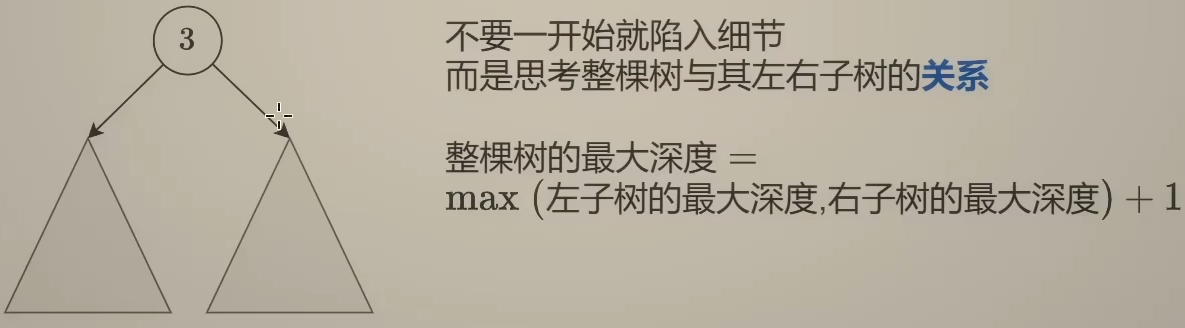 3
不要一开始就陷入细节
而是思考整棵树与其左右子树的关系
整棵树的最大深度 =
max (左子树的最大深度,右子树的最大深度) + 1